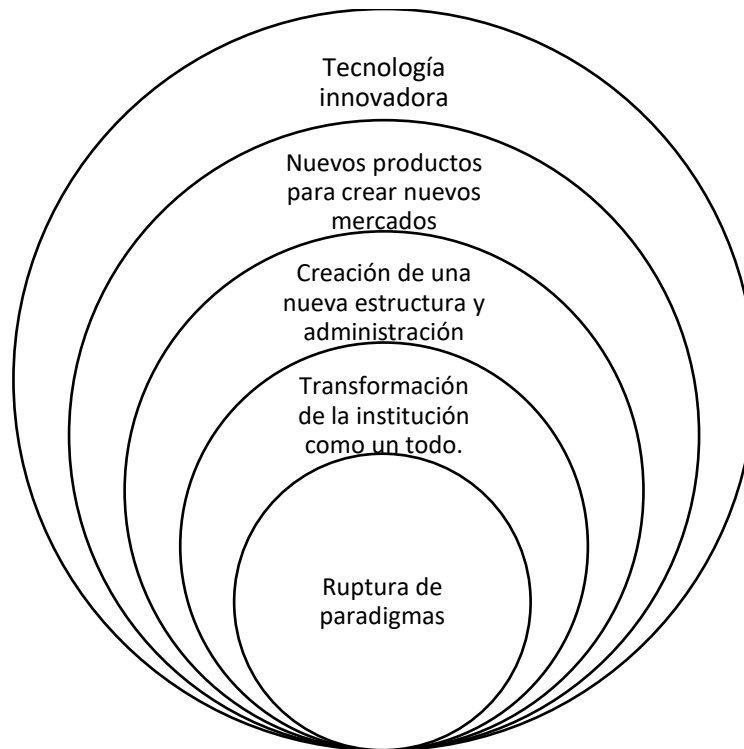 Tecnología
innovadora
Nuevos productos
para crear nuevos
mercados
Creación de una
nueva estructura y
administración
Transformación
de la institución
como un todo.
Ruptura de
paradigmas